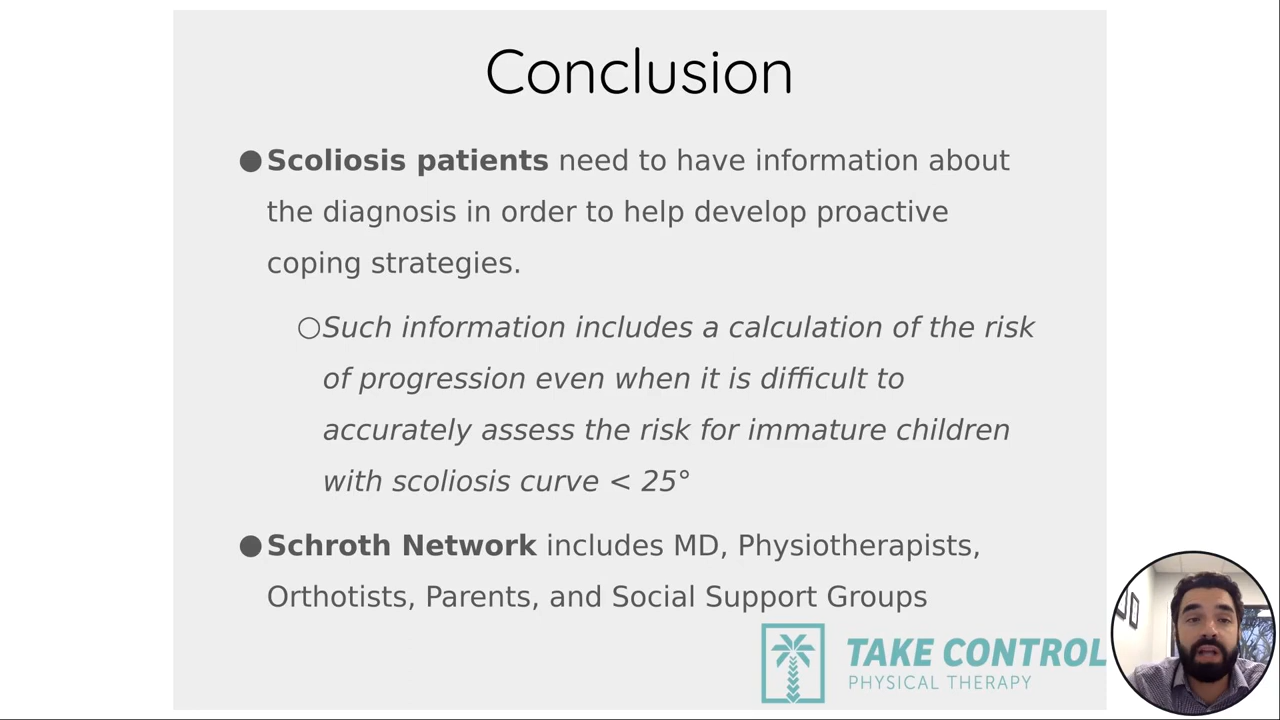 Conclusion
●Scoliosis patients need to have information about
the diagnosis in order to help develop proactive
coping strategies.
○Such information includes a calculation of the risk
of progression even when it is difficult to
accurately assess the risk for immature children
with scoliosis curve < 25°
●Schroth Network includes MD, Physiotherapists,
Orthotists, Parents, and Social Support Groups
TAKE CONTROL
PHYSICAL THERAPY